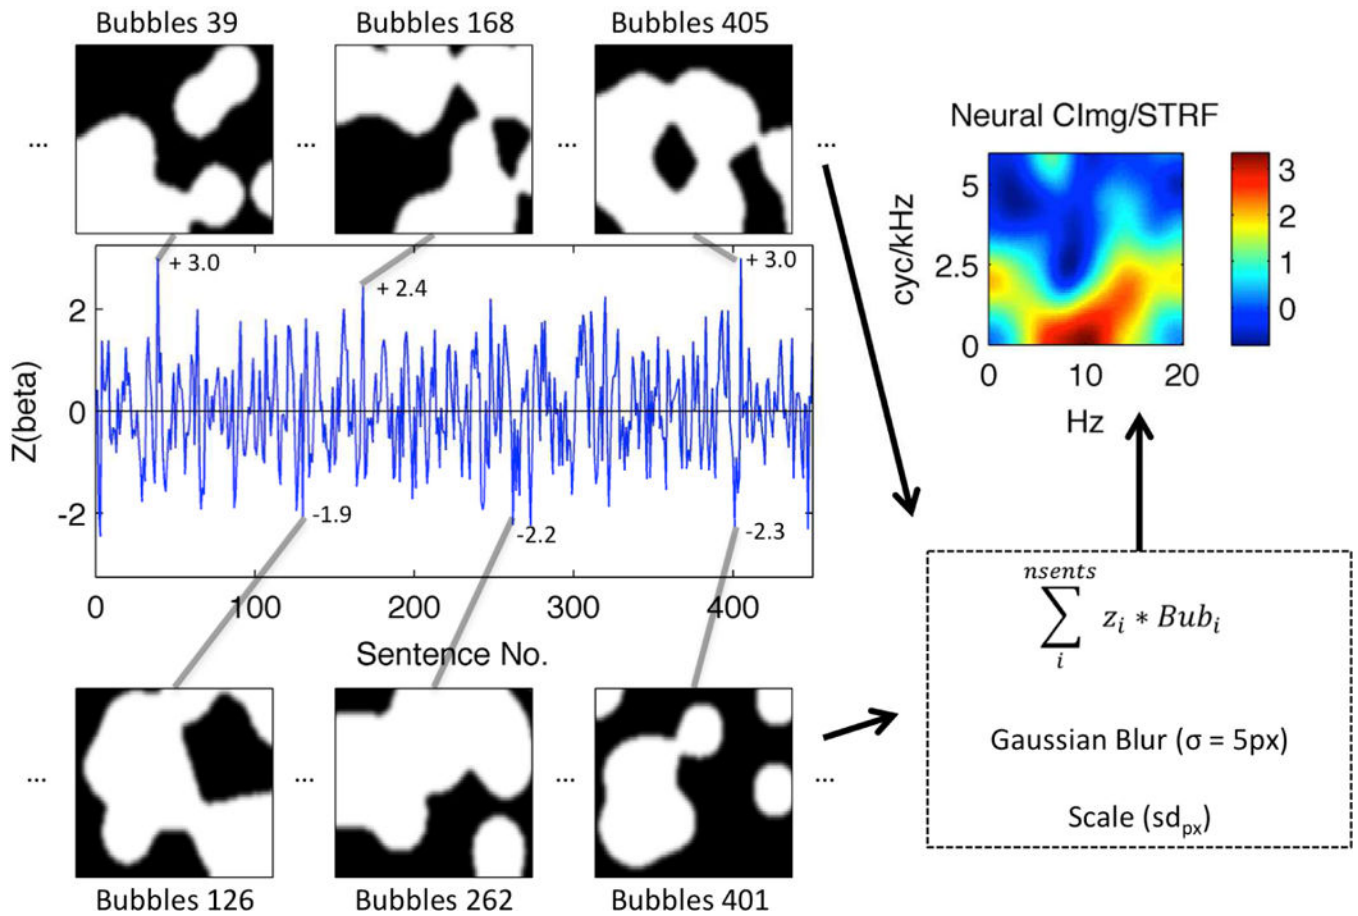 Bubbles 39
Bubbles 168
Bubbles 405
... ... ... ...
+ 3.0
+ 2.4
+ 3.0
-1.9
-2.2
-2.3
2
0
-2
Z(beta)
0 100 200 300 400
Sentence No.
... ... ... ...
Bubbles 126
Bubbles 262
Bubbles 401
Neural CImg/STRF
5
2.5
0
cyc/kHz
0 10 20
Hz
3
2
1
0
nsents
∑ z_i * Bub_i
i
Gaussian Blur (σ = 5px)
Scale (sd_px)